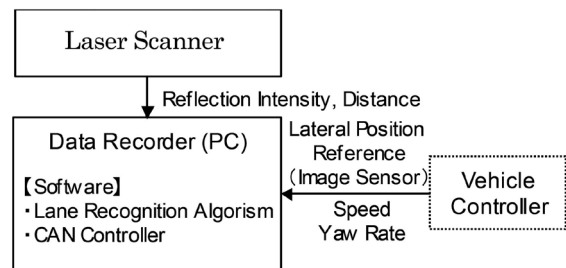 Laser Scanner
Reflection Intensity, Distance
Data Recorder (PC)
【Software】
・Lane Recognition Algorism
・CAN Controller
Lateral Position
Reference
(Image Sensor)
Speed
Yaw Rate
Vehicle
Controller